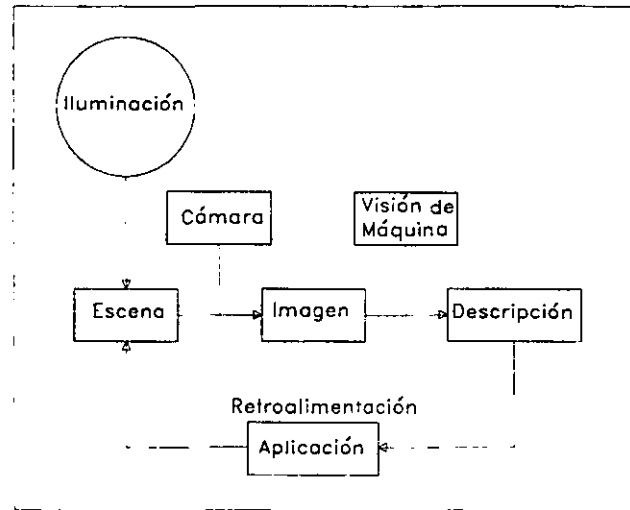 Iluminación
Cámara
Visión de
Máquina
Escena
Imagen
Descripción
Retroalimentación
Aplicación